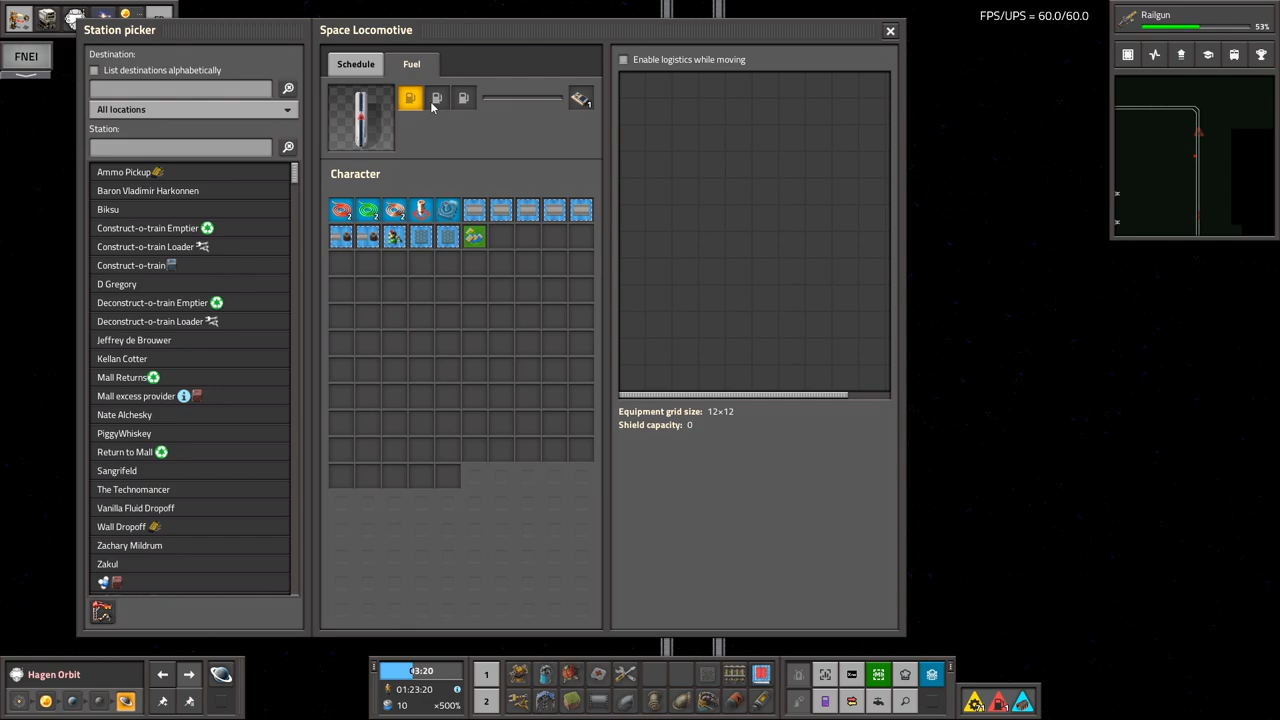 FNEI
Station picker
Destination:
List destinations alphabetically
All locations
Station:
Ammo Pickup
Baron Vladimir Harkonnen
Biksu
Construct-o-train Emptier
Construct-o-train Loader
Construct-o-train
D Gregory
Deconstruct-o-train Emptier
Deconstruct-o-train Loader
Jeffrey de Brouwer
Kellan Cotter
Mall Returns
Mall excess provider
Nate Alchesky
PiggyWhiskey
Return to Mall
Sangrifeld
The Technomancer
Vanilla Fluid Dropoff
Wall Dropoff
Zachary Mildrum
Zakul
Space Locomotive
Schedule
Fuel
1
Character
2
2
2
Enable logistics while moving
Equipment grid size: 12×12
Shield capacity: 0
FPS/UPS = 60.0/60.0
Railgun
53%
Hagen Orbit
01:23:20
10
×500%
1
2